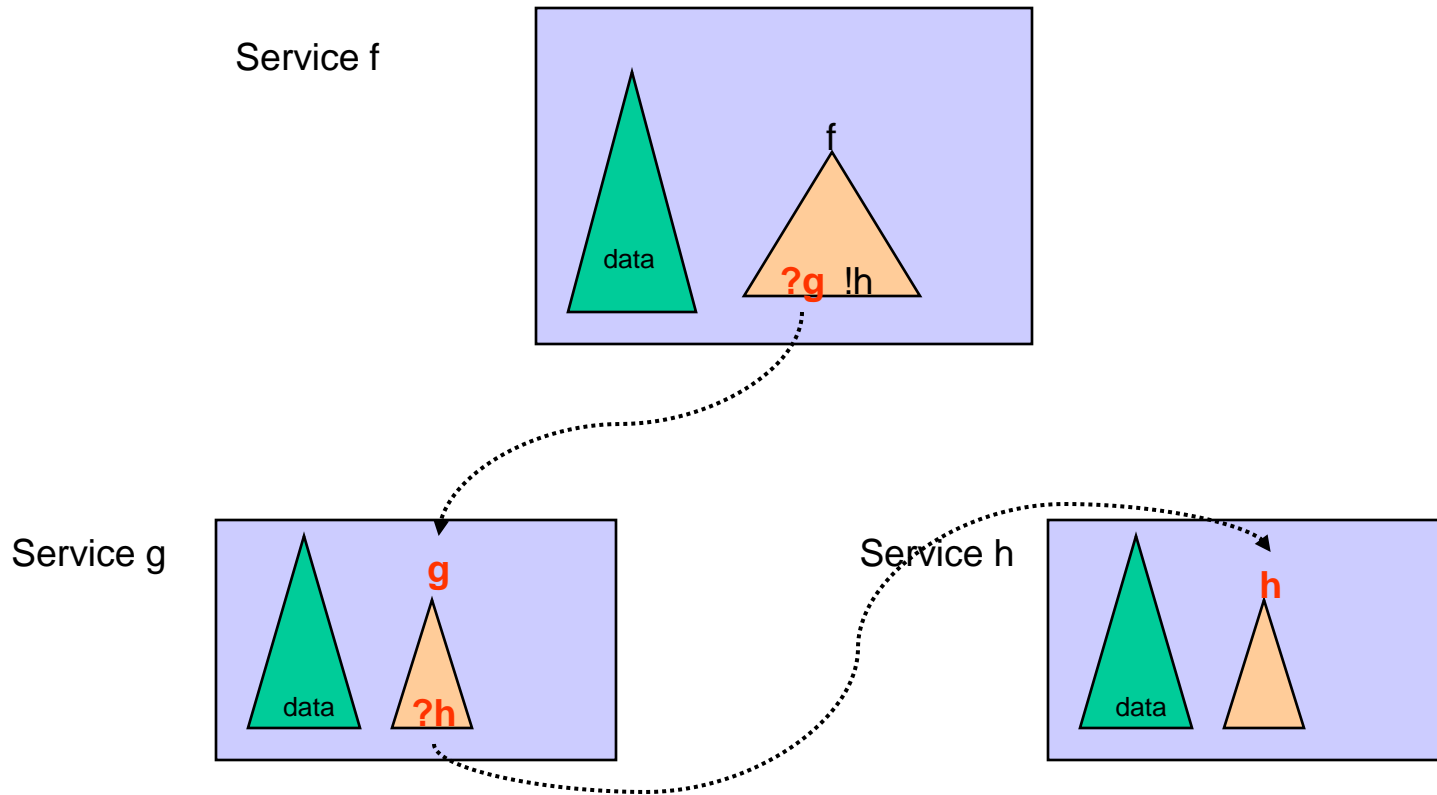 Service f
f
data
?g !h
Service g
g
data
?h
Service h
h
data